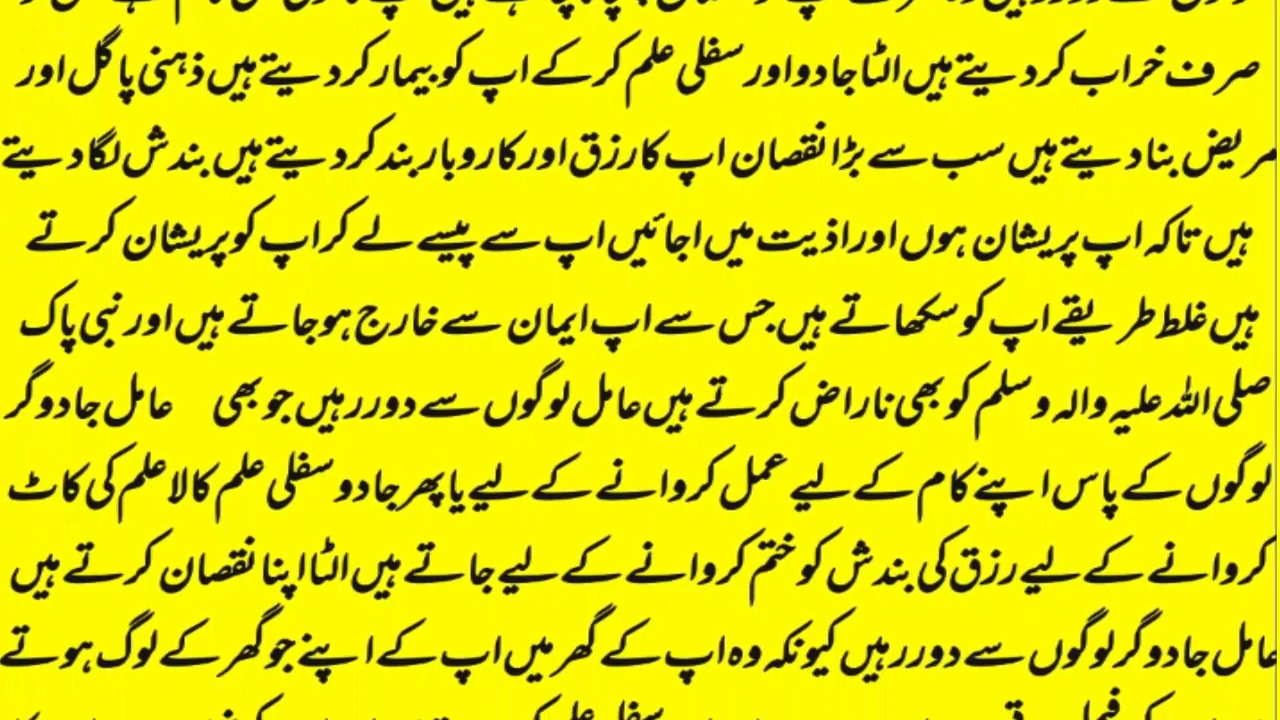 صرف خراب کر دیتے ہیں الٹا جادو اور سفلی علم کر کے اپ کو بیمار کر دیتے ہیں ذہنی پاگل اور
مریض بنا دیتے ہیں سب سے بڑا نقصان اپ کا رزق اور کاروبار بند کر دیتے ہیں بندش لگا دیتے
ہیں تاکہ اپ پریشان ہوں اور اذیت میں اجائیں اپ سے پیسے لے کر اپ کو پریشان کرتے
ہیں غلط طریقے اپ کو سکھاتے ہیں جس سے اپ ایمان سے خارج ہو جاتے ہیں اور نبی پاک
صلی اللہ علیہ والہ وسلم کو بھی ناراض کرتے ہیں عامل لوگوں سے دور رہیں جو بھی عامل جادوگر
لوگوں کے پاس اپنے کام کے لیے عمل کروانے کے لیے یا پھر جادو سفلی علم کالا علم کی کاٹ
کروانے کے لیے رزق کی بندش کو ختم کروانے کے لیے جاتے ہیں الٹا اپنا نقصان کرتے ہیں
عامل جادوگر لوگوں سے دور رہیں کیونکہ وہ اپ کے گھر میں اپ کے اپنے جو گھر کے لوگ ہوتے